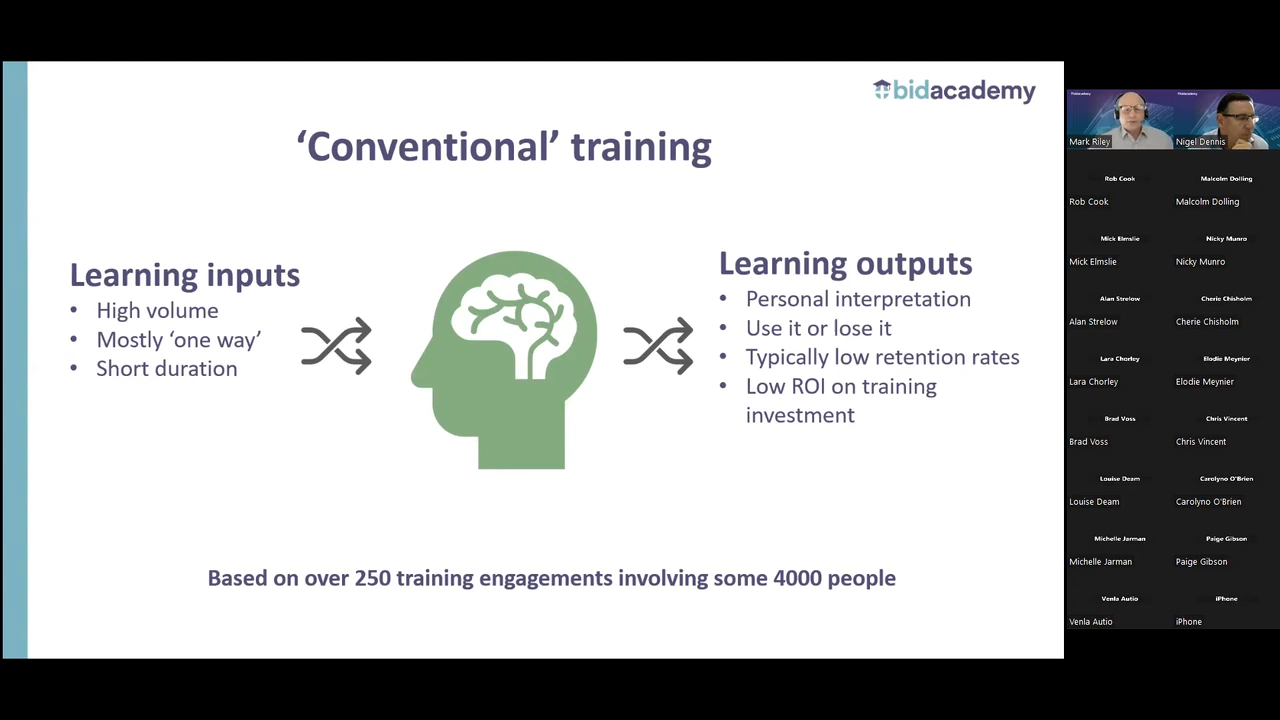 bidacademy
‘Conventional’ training
Learning inputs
• High volume
• Mostly ‘one way’
• Short duration
Learning outputs
• Personal interpretation
• Use it or lose it
• Typically low retention rates
• Low ROI on training
investment
Based on over 250 training engagements involving some 4000 people
Mark Riley
Nigel Dennis
Rob Cook
Malcolm Dolling
Rob Cook
Malcolm Dolling
Mick Elmslie
Nicky Munro
Mick Elmslie
Nicky Munro
Alan Strelow
Cherie Chisholm
Alan Strelow
Cherie Chisholm
Lara Chorley
Elodie Meynier
Lara Chorley
Elodie Meynier
Brad Voss
Chris Vincent
Brad Voss
Chris Vincent
Louise Deam
Carolyno O'Brien
Louise Deam
Carolyno O'Brien
Michelle Jarman
Paige Gibson
Michelle Jarman
Paige Gibson
Venla Autio
iPhone
Venla Autio
iPhone